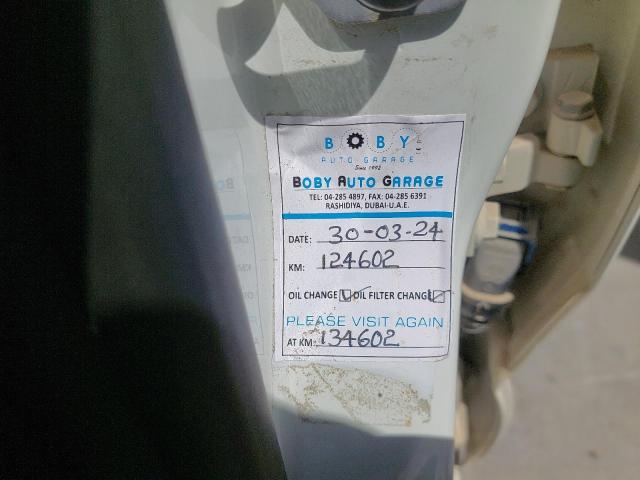 BOBY
AUTO GARAGE
Since 1992
BOBY AUTO GARAGE
TEL: 04-285 4897, FAX: 04-285 6391
RASHIDIYA, DUBAI-U.A.E.
DATE: 30-03-24
KM: 124602
OIL CHANGE OIL FILTER CHANGE
PLEASE VISIT AGAIN
AT KM: 134602